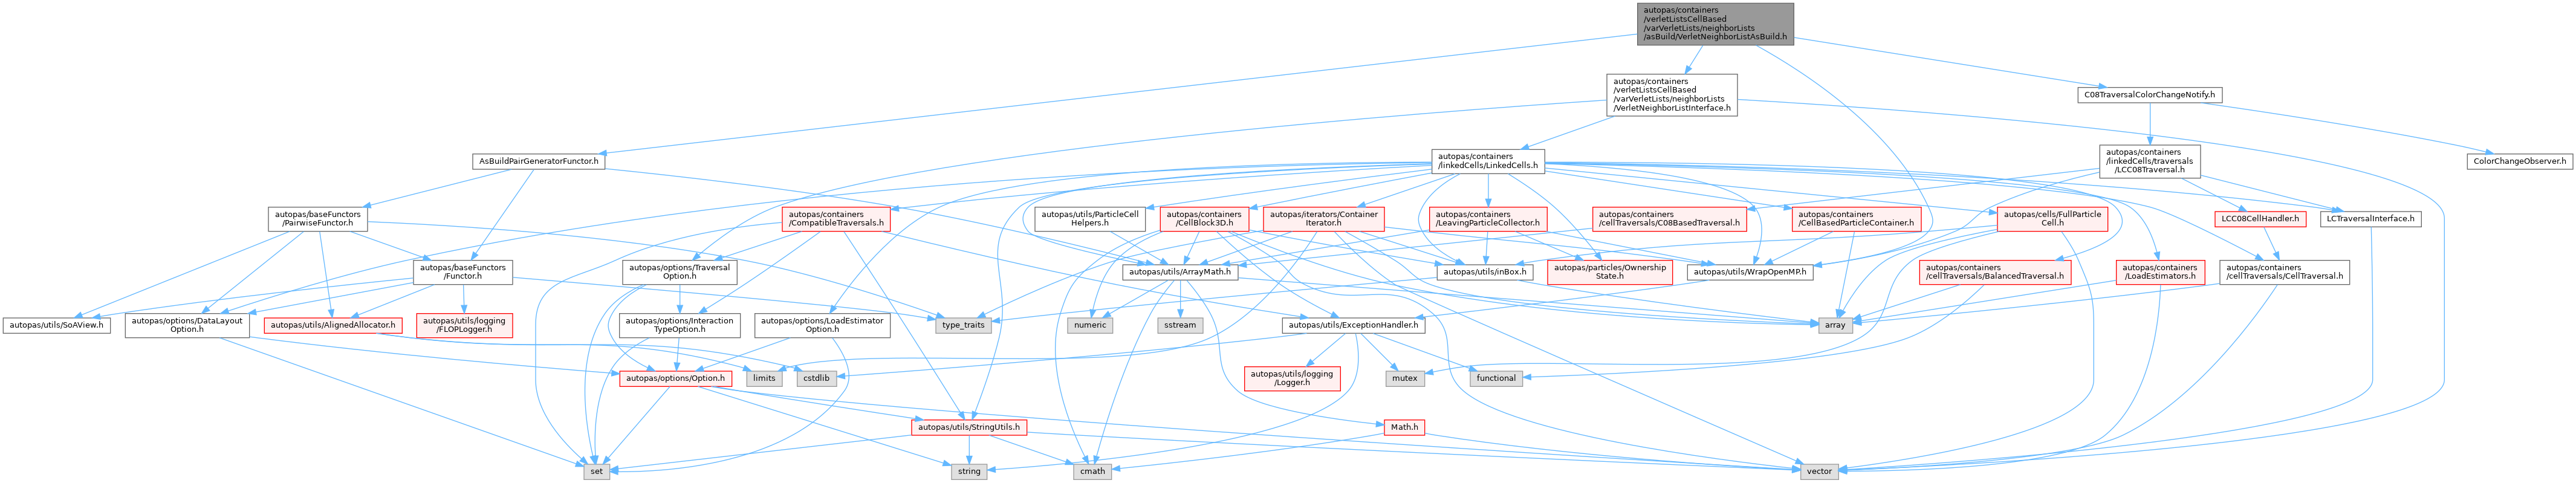 autopas/containers
/verletListsCellBased
/varVerletLists/neighborLists
/asBuild/VerletNeighborListAsBuild.h
autopas/containers
/verletListsCellBased
/varVerletLists/neighborLists
/VerletNeighborListInterface.h
C08TraversalColorChangeNotify.h
AsBuildPairGeneratorFunctor.h
autopas/containers
/linkedCells/LinkedCells.h
autopas/containers
/linkedCells/traversals
/LCC08Traversal.h
ColorChangeObserver.h
autopas/baseFunctors
/PairwiseFunctor.h
autopas/containers
/CompatibleTraversals.h
autopas/utils/ParticleCell
Helpers.h
autopas/containers
/CellBlock3D.h
autopas/iterators/Container
Iterator.h
autopas/containers
/LeavingParticleCollector.h
autopas/containers
/cellTraversals/C08BasedTraversal.h
autopas/containers
/CellBasedParticleContainer.h
autopas/cells/FullParticle
Cell.h
LCC08CellHandler.h
LCTraversalInterface.h
autopas/baseFunctors
/Functor.h
autopas/options/Traversal
Option.h
autopas/utils/ArrayMath.h
autopas/utils/inBox.h
autopas/particles/Ownership
State.h
autopas/utils/WrapOpenMP.h
autopas/containers
/cellTraversals/BalancedTraversal.h
autopas/containers
/LoadEstimators.h
autopas/containers
/cellTraversals/CellTraversal.h
autopas/utils/SoAView.h
autopas/options/DataLayout
Option.h
autopas/utils/AlignedAllocator.h
autopas/utils/logging
/FLOPLogger.h
autopas/options/Interaction
TypeOption.h
autopas/options/LoadEstimator
Option.h
type_traits
numeric
sstream
autopas/utils/ExceptionHandler.h
array
autopas/options/Option.h
limits
cstdlib
autopas/utils/logging
/Logger.h
mutex
functional
autopas/utils/StringUtils.h
Math.h
set
string
cmath
vector